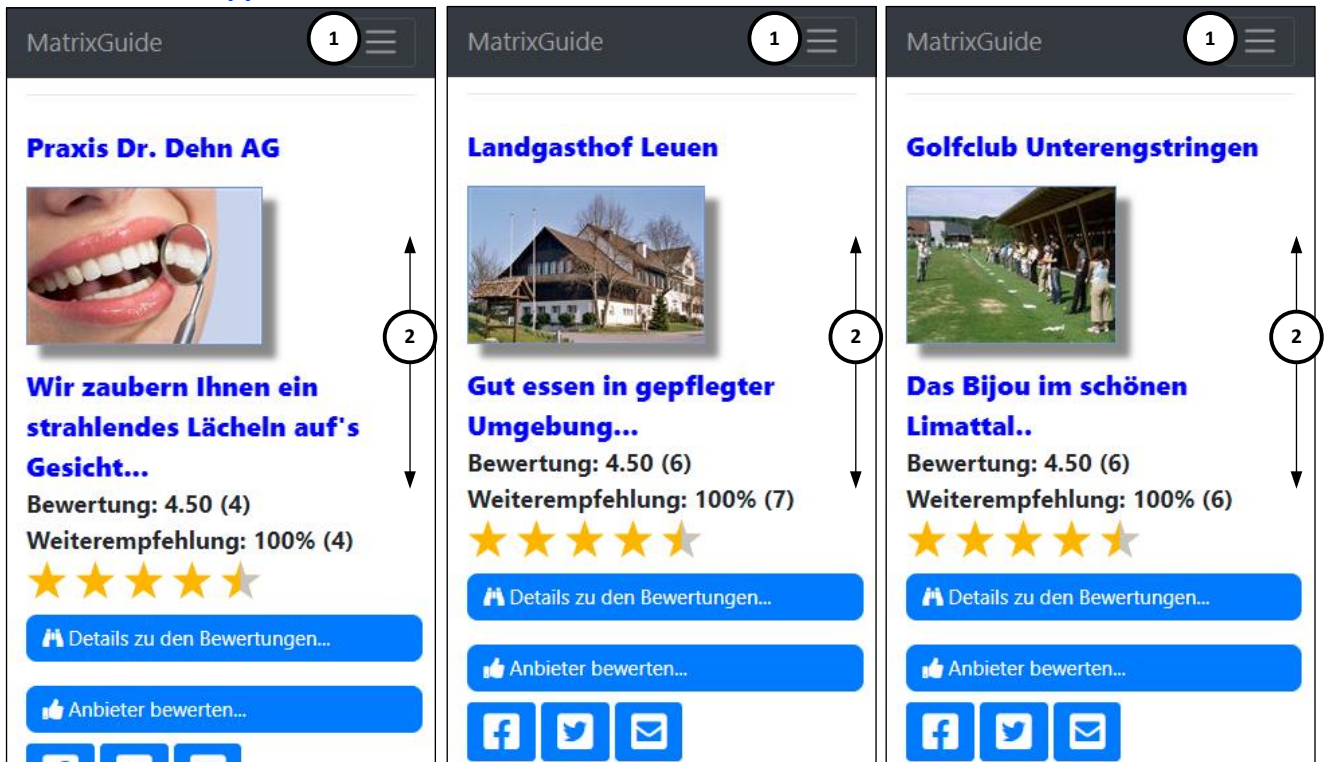 MatrixGuide
1
Praxis Dr. Dehn AG
2
Wir zaubern Ihnen ein
strahlendes Lächeln auf's
Gesicht...
Bewertung: 4.50 (4)
Weiterempfehlung: 100% (4)
Details zu den Bewertungen...
Anbieter bewerten...
MatrixGuide
1
Landgasthof Leuen
2
Gut essen in gepflegter
Umgebung...
Bewertung: 4.50 (6)
Weiterempfehlung: 100% (7)
Details zu den Bewertungen...
Anbieter bewerten...
MatrixGuide
1
Golfclub Unterengstringen
2
Das Bijou im schönen
Limattal..
Bewertung: 4.50 (6)
Weiterempfehlung: 100% (6)
Details zu den Bewertungen...
Anbieter bewerten...